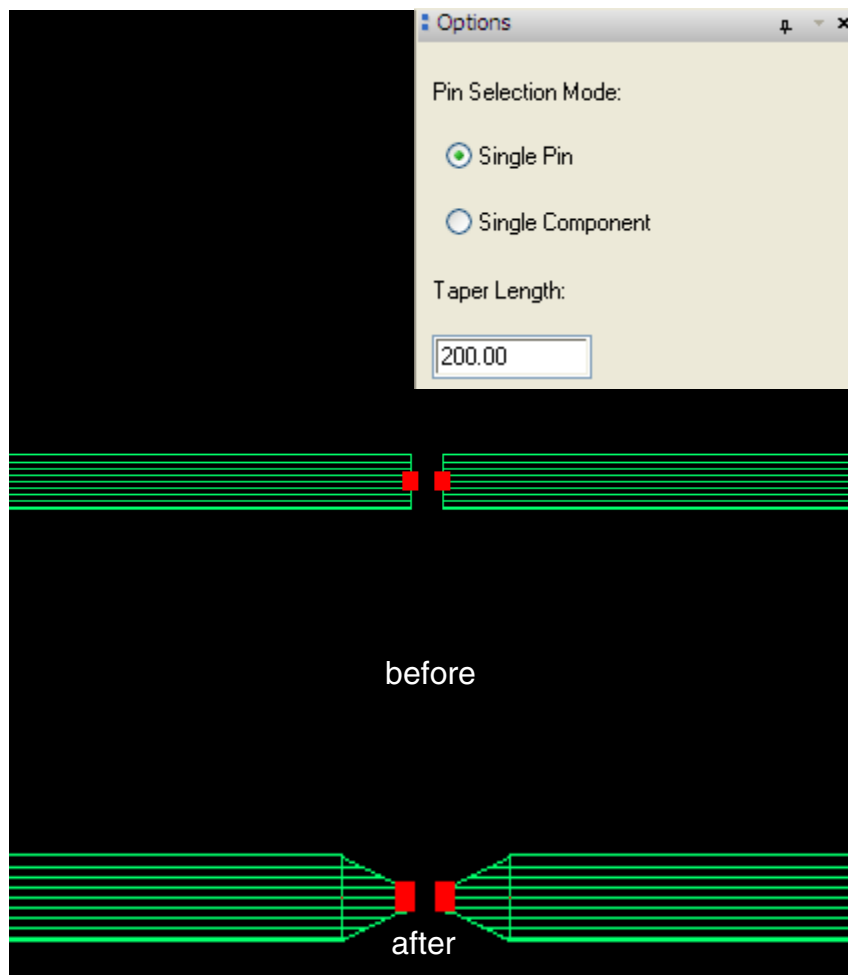 Options
Pin Selection Mode:
Single Pin
Single Component
Taper Length:
200.00
before
after